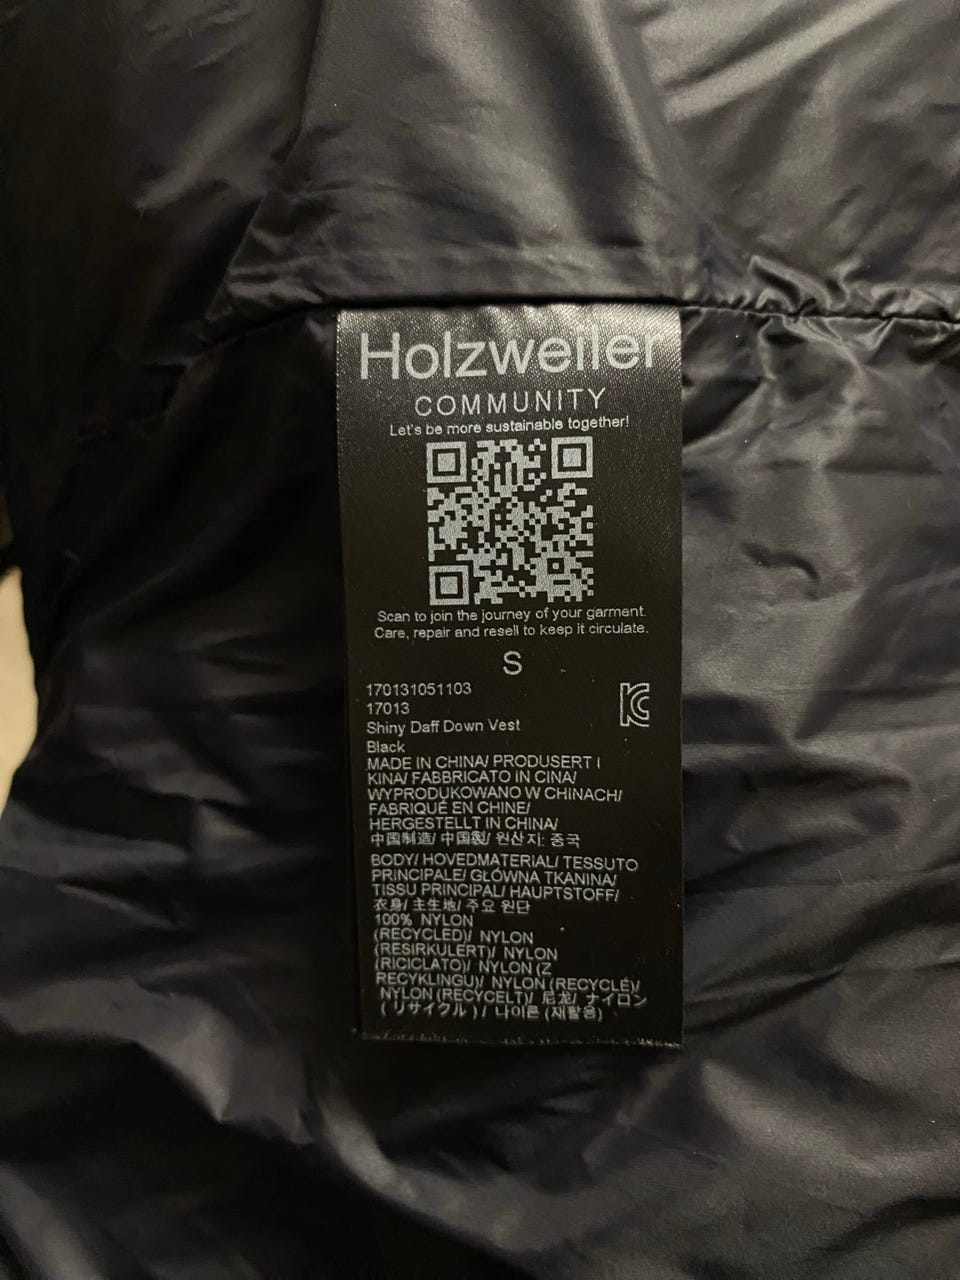 Holzweiler
COMMUNITY
Let's be more sustainable together!
Scan to join the journey of your garment.
Care, repair and resell to keep it circulate.
S
170131051103
17013
Shiny Daff Down Vest
Black
MADE IN CHINA/ PRODUSERT I
KINA/ FABBRICATO IN CINA/
WYPRODUKOWANO W CHINACH/
FABRIQUÉ EN CHINE/
HERGESTELLT IN CHINA/
中国制造/ 中国製/ 원산지: 중국
BODY/ HOVEDMATERIAL/ TESSUTO
PRINCIPALE/ GŁÓWNA TKANINA/
TISSU PRINCIPAL/ HAUPTSTOFF/
衣身/ 主生地/ 주요 원단
100% NYLON
(RECYCLED)/ NYLON
(RESIRKULERT)/ NYLON
(RICICLATO)/ NYLON (Z
RECYKLINGU)/ NYLON (RECYCLÉ)/
NYLON (RECYCELT)/ 尼龙/ ナイロン
(リサイクル)/ 나이론 (재활용)